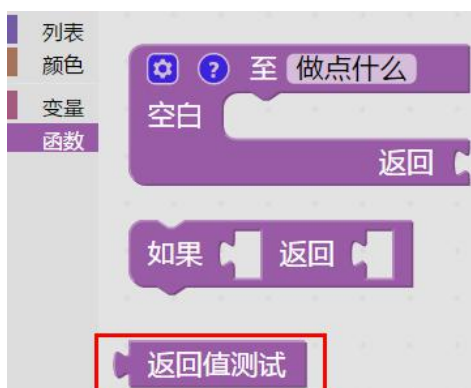 列表
颜色
变量
函数
? 至 做点什么
空白
返回
如果 返回
返回值测试